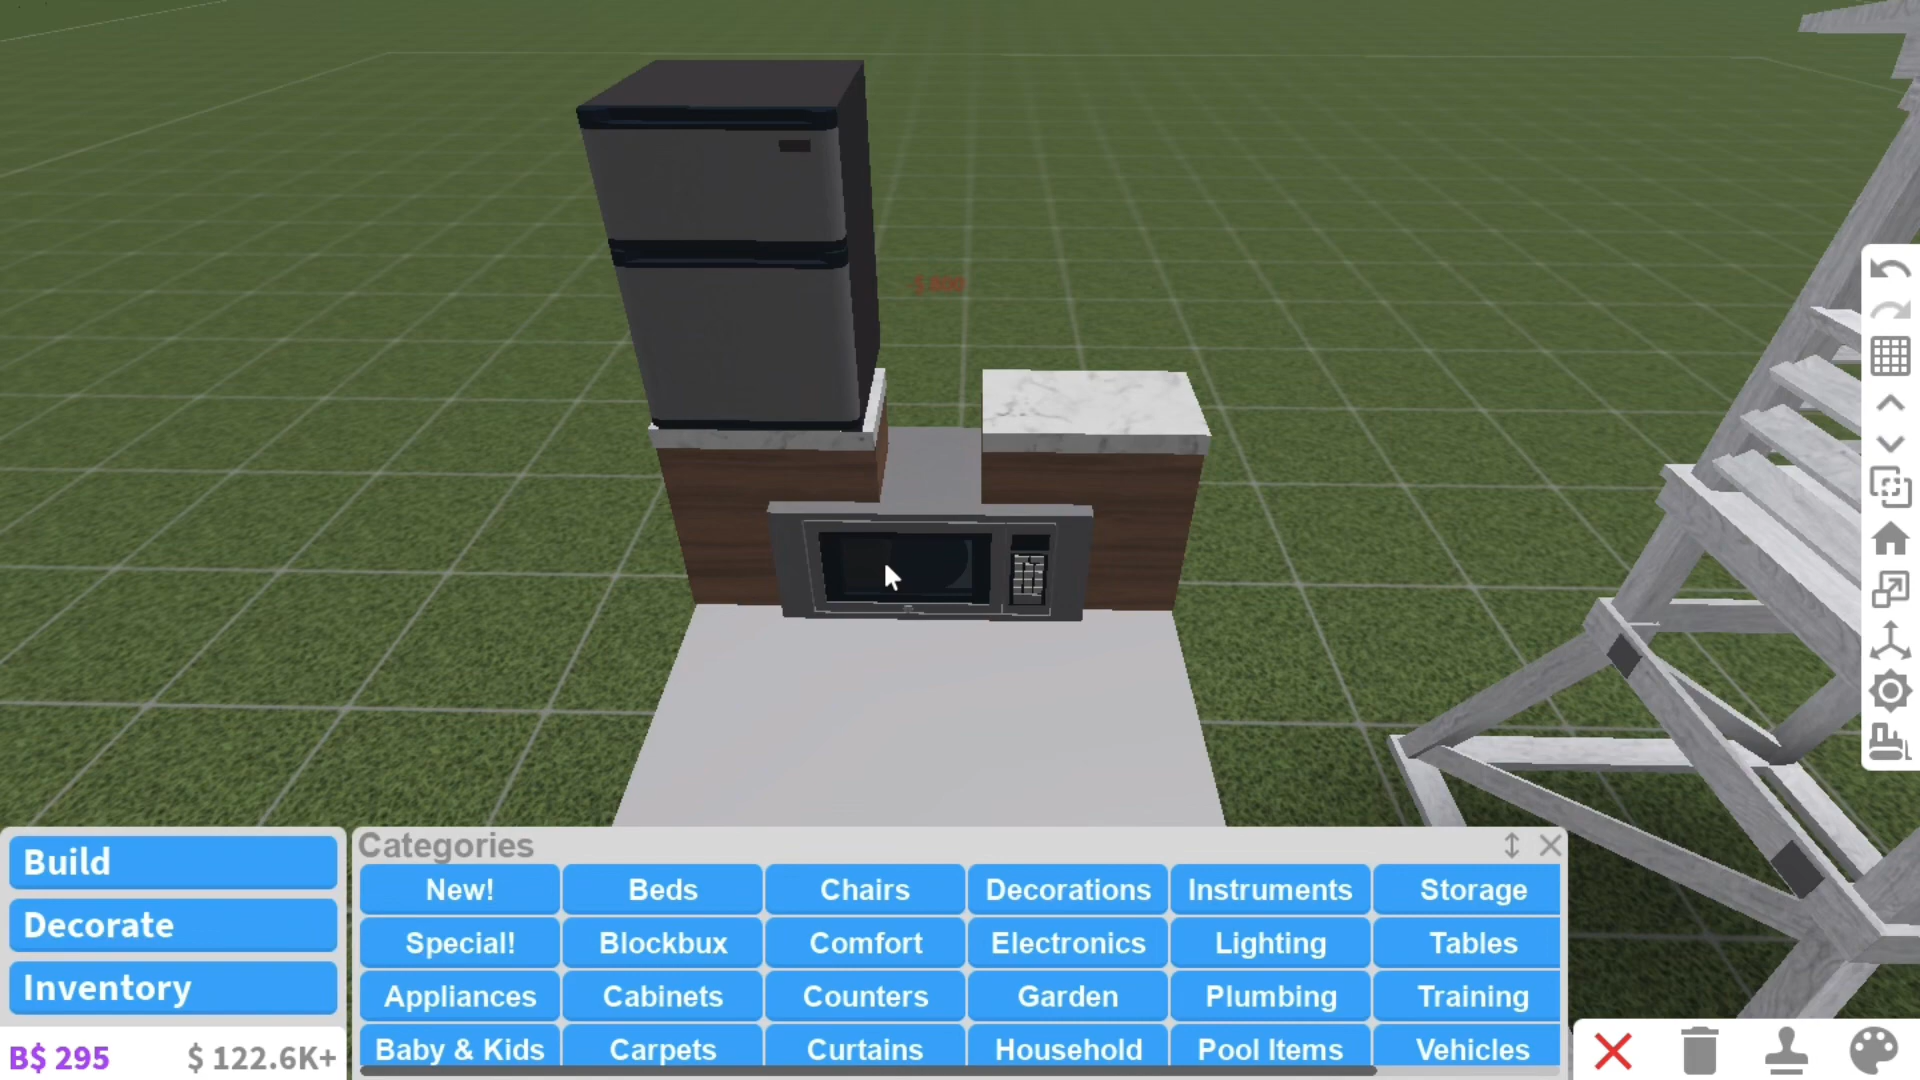 Build
Decorate
Inventory
B$ 295
$ 122.6K+
Categories
New!
Beds
Chairs
Decorations
Instruments
Storage
Special!
Blockbux
Comfort
Electronics
Lighting
Tables
Appliances
Cabinets
Counters
Garden
Plumbing
Training
Baby & Kids
Carpets
Curtains
Household
Pool Items
Vehicles